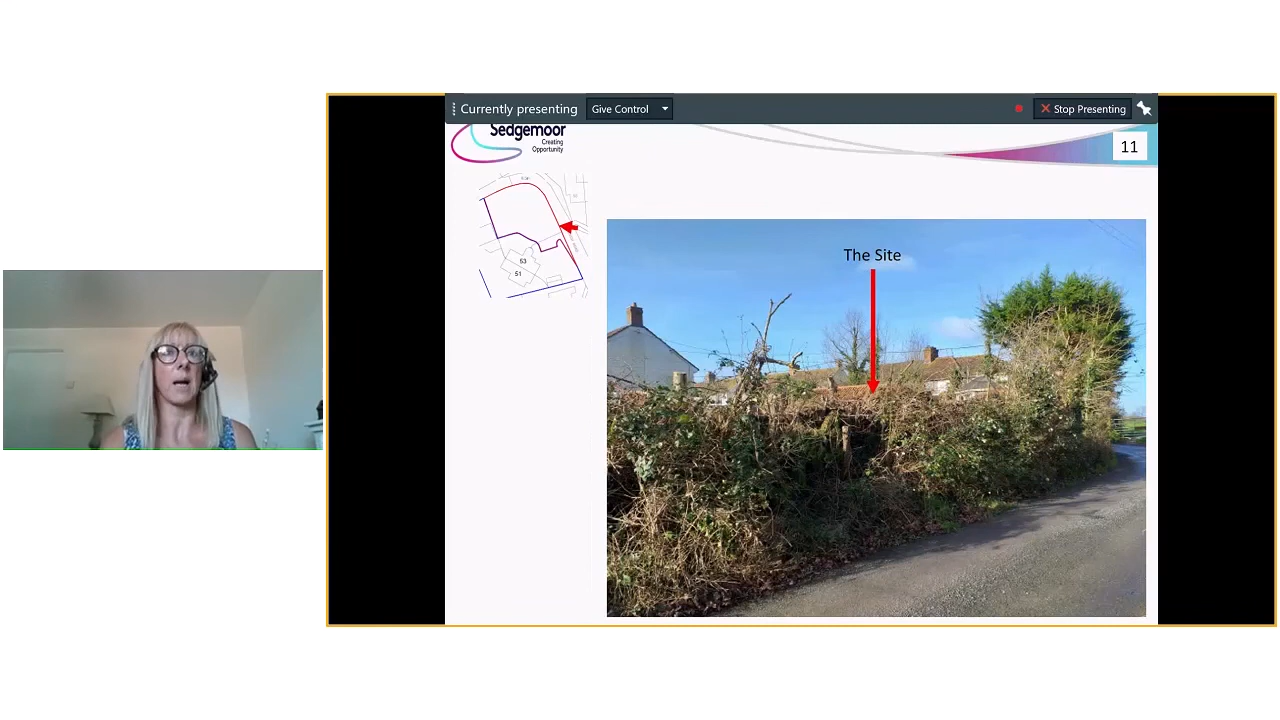 Currently presenting
Give Control
Stop Presenting
Sedgemoor
Creating
Opportunity
11
53
51
The Site